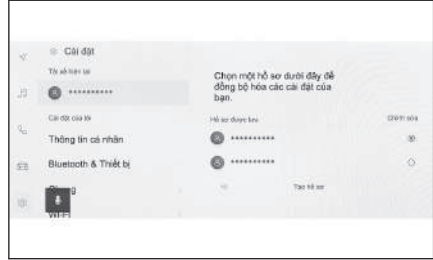 Cài đặt
Tài xế hiện tại
**********
Cài đặt của tôi
Thông tin cá nhân
Bluetooth & Thiết bị
Wi-Fi
Chọn một hồ sơ dưới đây để
đồng bộ hóa các cài đặt của
bạn.
Hồ sơ được lưu
Chỉnh sửa
**********
**********
Tạo hồ sơ